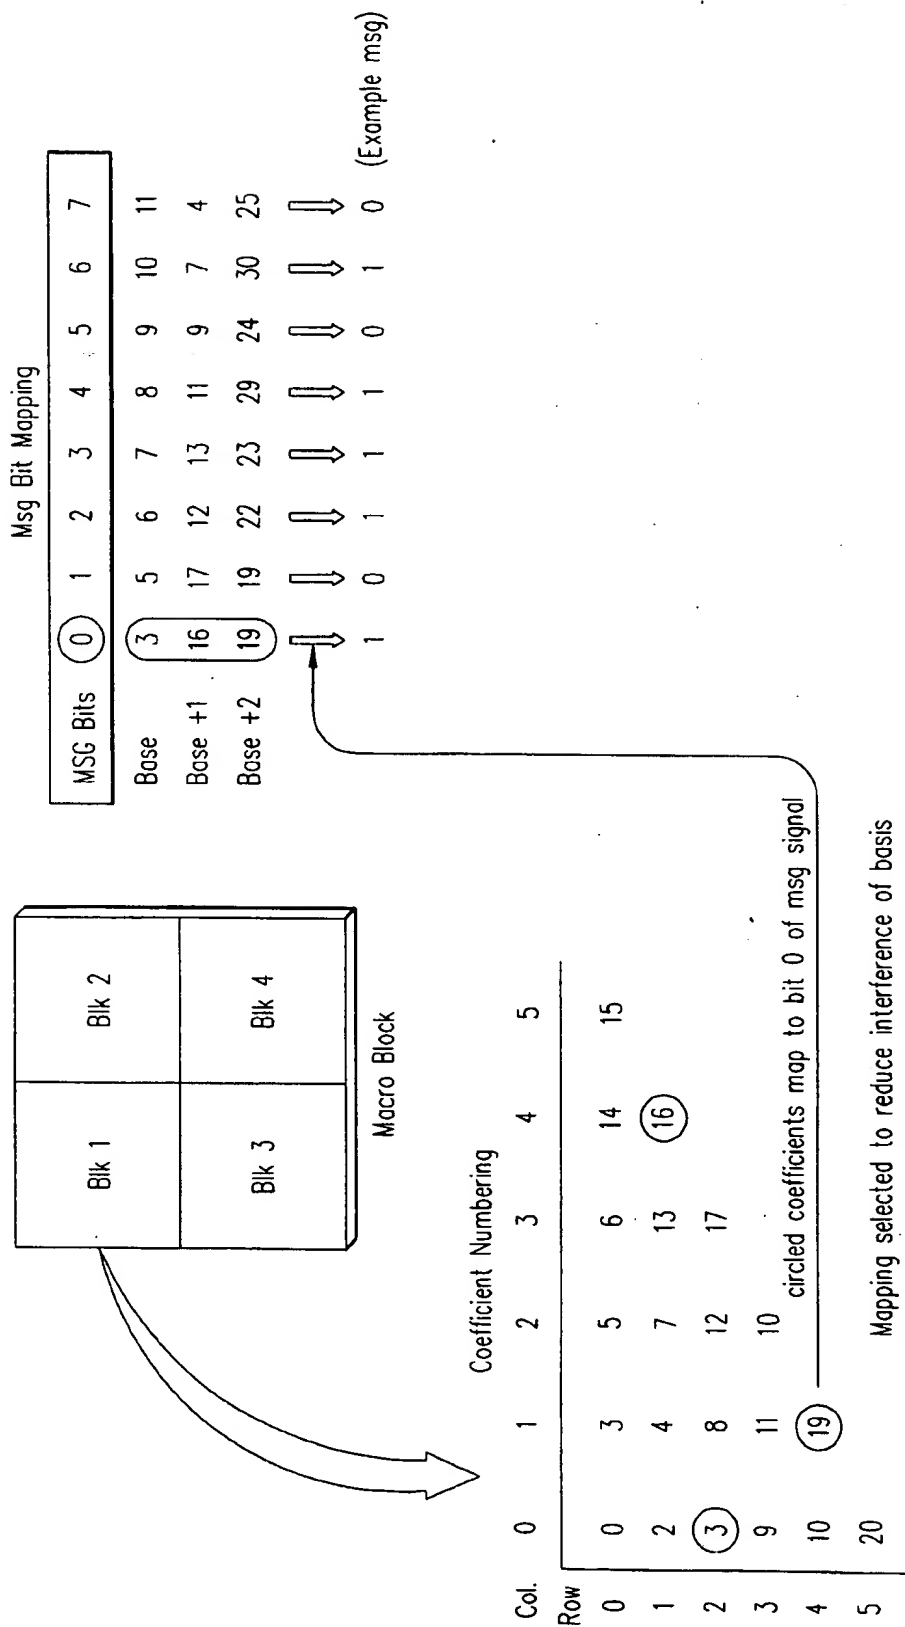 Msg Bit Mapping
MSG Bits 0 1 2 3 4 5 6 7
Base 3 5 6 7 8 9 10 11
Base +1 16 17 12 13 11 9 7 4
Base +2 19 19 22 23 29 24 30 25
1 0 1 1 1 0 1 0 (Example msg)
Blk 1 Blk 2
Blk 3 Blk 4
Macro Block
Coefficient Numbering
Col. 0 1 2 3 4 5
Row
0 0 3 5 6 14 15
1 2 4 7 13 16
2 3 8 12 17
3 9 11 10
4 10 19
5 20
circled coefficients map to bit 0 of msg signal
Mapping selected to reduce interference of basis